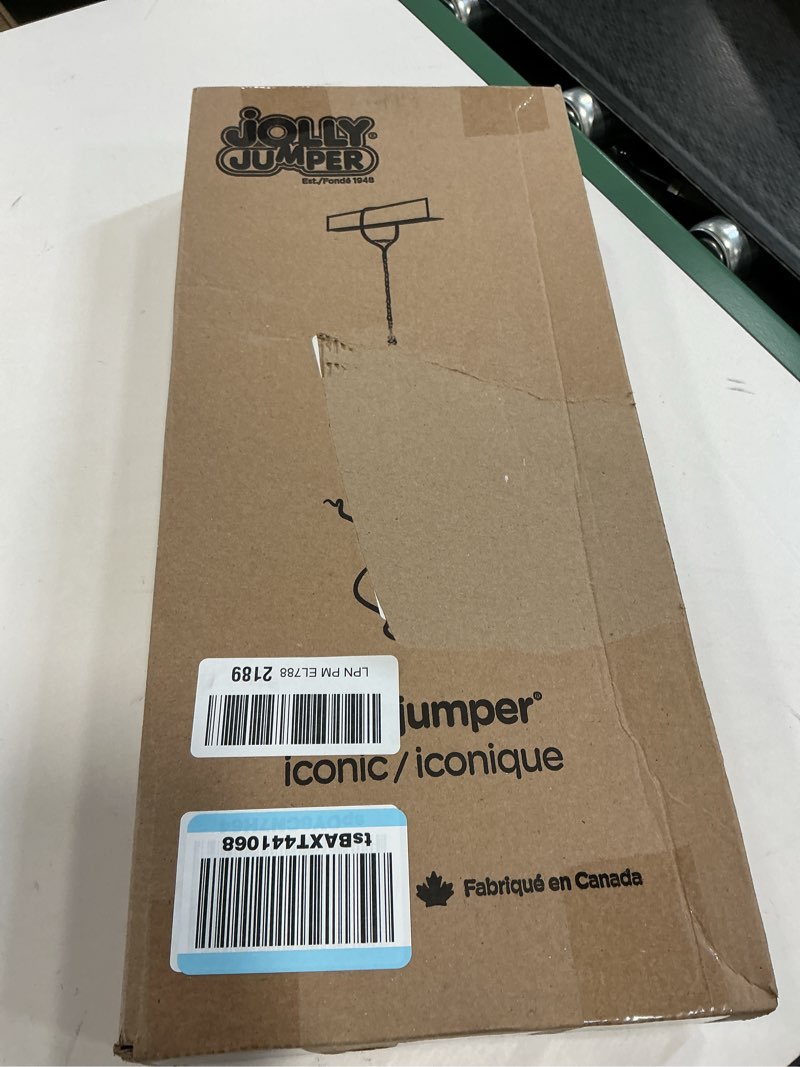 JOLLY
JUMPER®
Est./Fondé 1948
LPN PM EL788 2189
jumper®
iconic / iconique
tsBAXT441068
Fabriqué en Canada